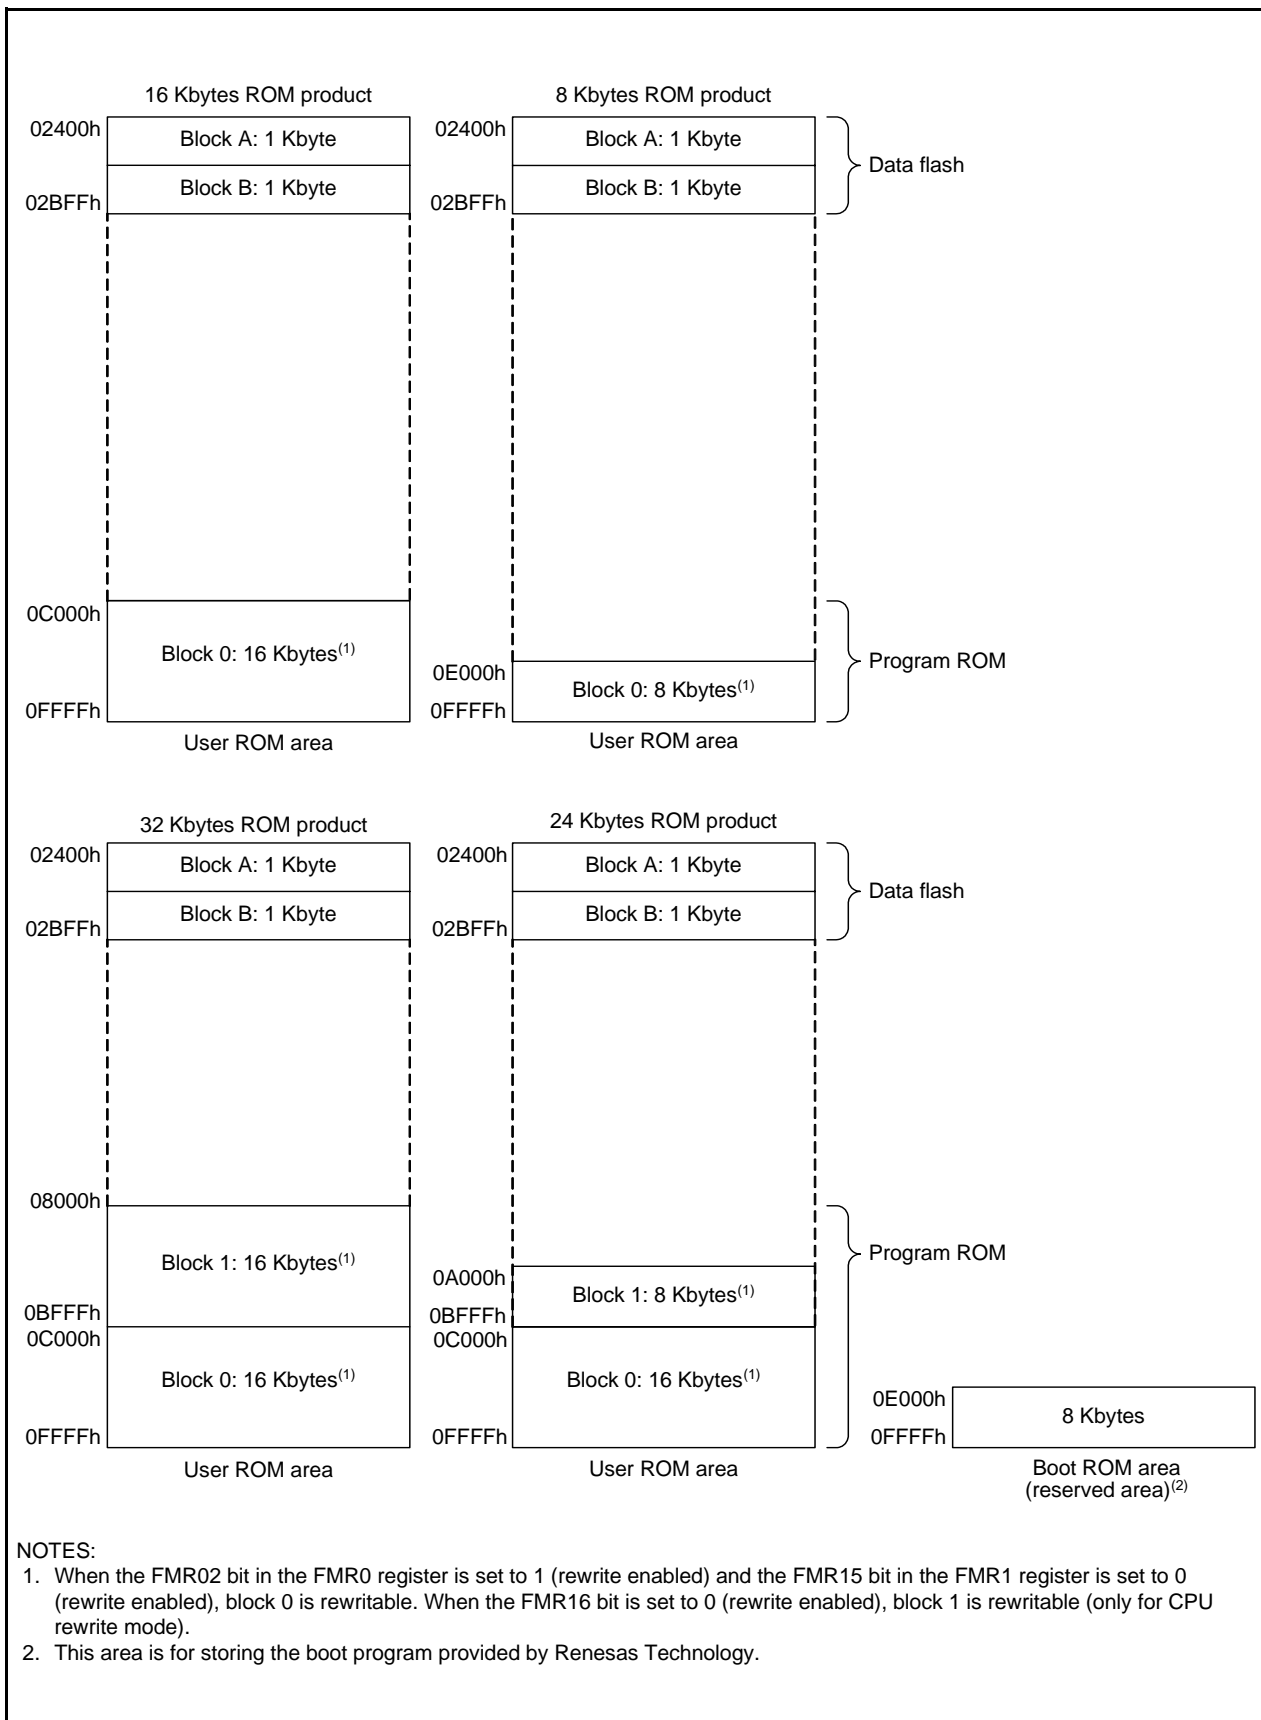 16 Kbytes ROM product
02400h
Block A: 1 Kbyte
Block B: 1 Kbyte
02BFFh
0C000h
Block 0: 16 Kbytes(1)
0FFFFh
User ROM area
8 Kbytes ROM product
02400h
Block A: 1 Kbyte
Block B: 1 Kbyte
02BFFh
0E000h
Block 0: 8 Kbytes(1)
0FFFFh
User ROM area
Data flash
Program ROM
32 Kbytes ROM product
02400h
Block A: 1 Kbyte
Block B: 1 Kbyte
02BFFh
08000h
Block 1: 16 Kbytes(1)
0BFFFh
0C000h
Block 0: 16 Kbytes(1)
0FFFFh
User ROM area
24 Kbytes ROM product
02400h
Block A: 1 Kbyte
Block B: 1 Kbyte
02BFFh
0A000h
Block 1: 8 Kbytes(1)
0BFFFh
0C000h
Block 0: 16 Kbytes(1)
0FFFFh
User ROM area
Data flash
Program ROM
0E000h
8 Kbytes
0FFFFh
Boot ROM area
(reserved area)(2)
NOTES:
1. When the FMR02 bit in the FMR0 register is set to 1 (rewrite enabled) and the FMR15 bit in the FMR1 register is set to 0
(rewrite enabled), block 0 is rewritable. When the FMR16 bit is set to 0 (rewrite enabled), block 1 is rewritable (only for CPU
rewrite mode).
2. This area is for storing the boot program provided by Renesas Technology.